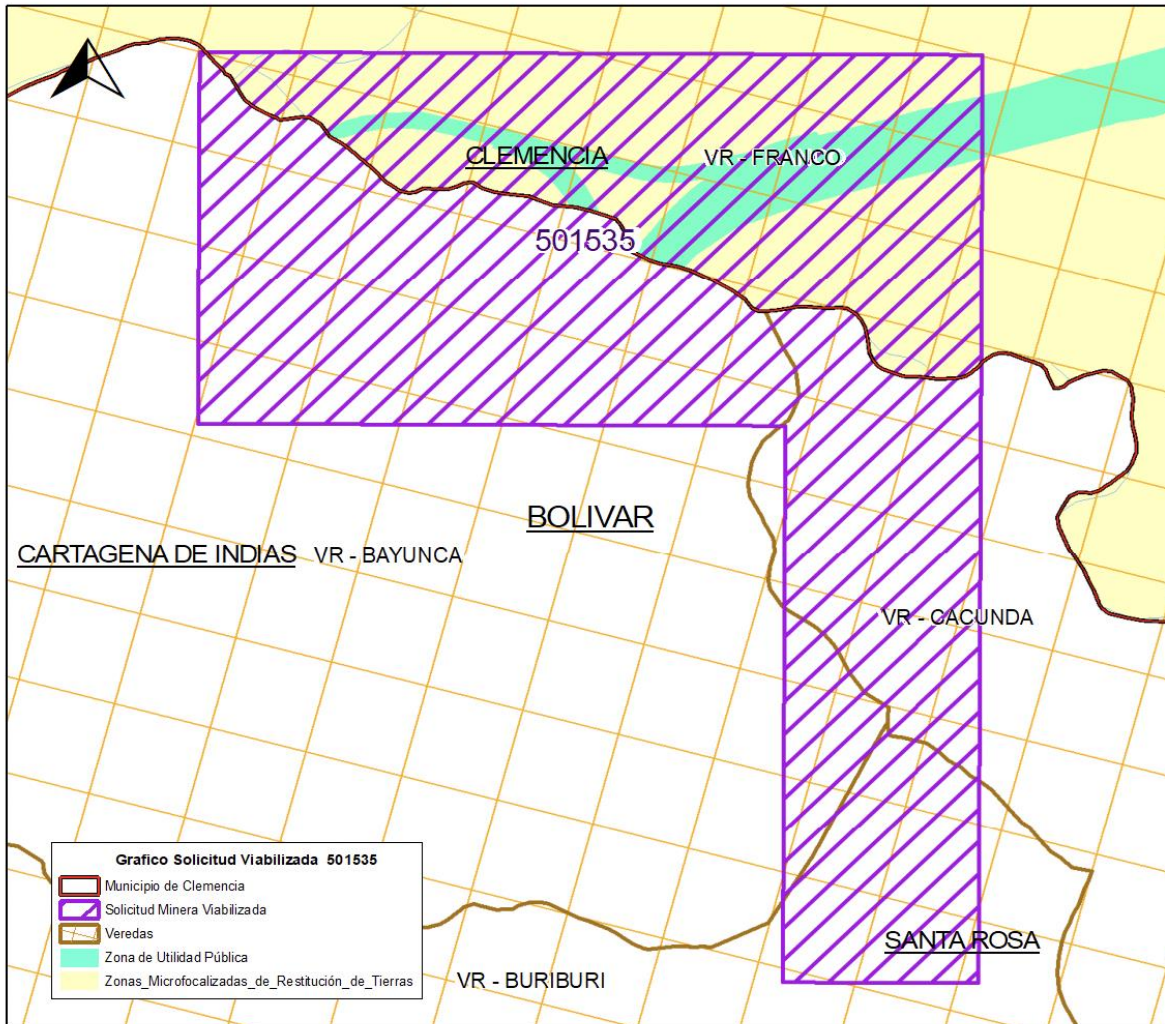 CLEMENCIA
VR - FRANCO
501535
BOLIVAR
CARTAGENA DE INDIAS
VR - BAYUNCA
VR - CACUNDA
SANTA ROSA
VR - BURIBURI
Grafico Solicitud Viabilizada 501535
Municipio de Clemencia
Solicitud Minera Viabilizada
Veredas
Zona de Utilidad Pública
Zonas_Microfocalizadas_de_Restitución_de_Tierras